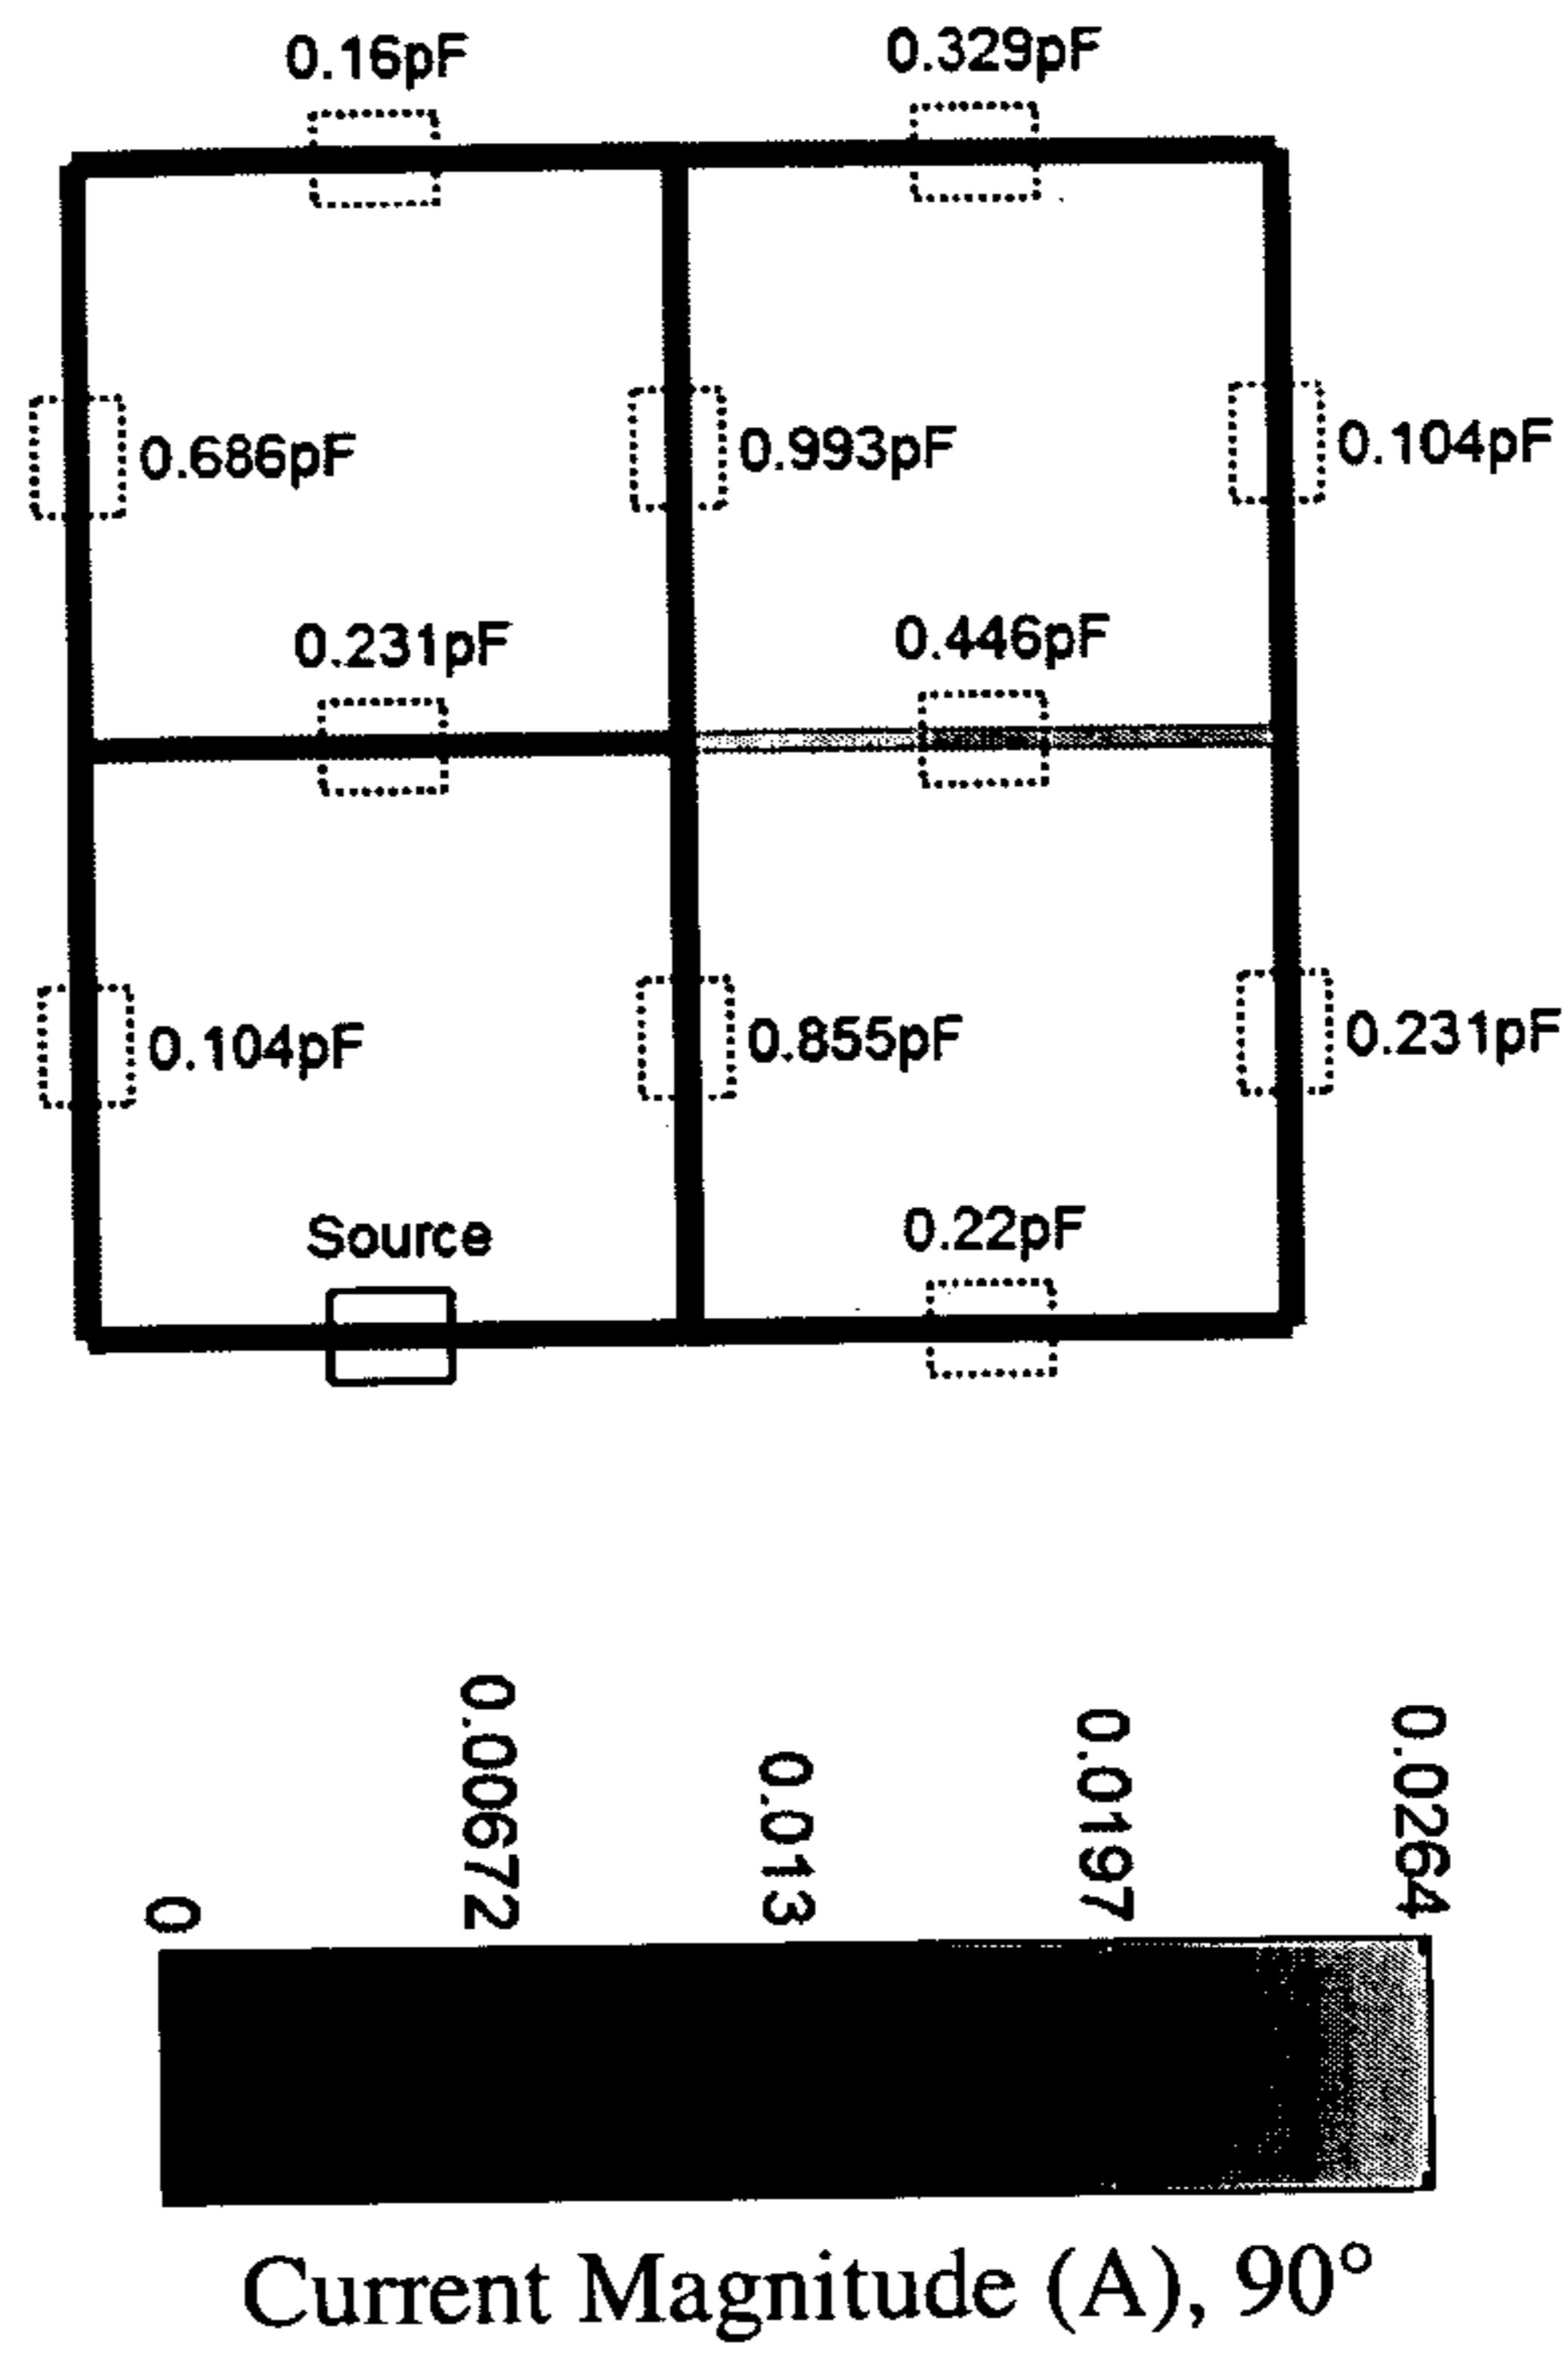 0.16pF
0.329pF
0.686pF
0.993pF
0.104pF
0.231pF
0.446pF
0.104pF
0.855pF
0.231pF
Source
0.22pF
0
0.00672
0.013
0.0197
0.0264
Current Magnitude (A), 90°